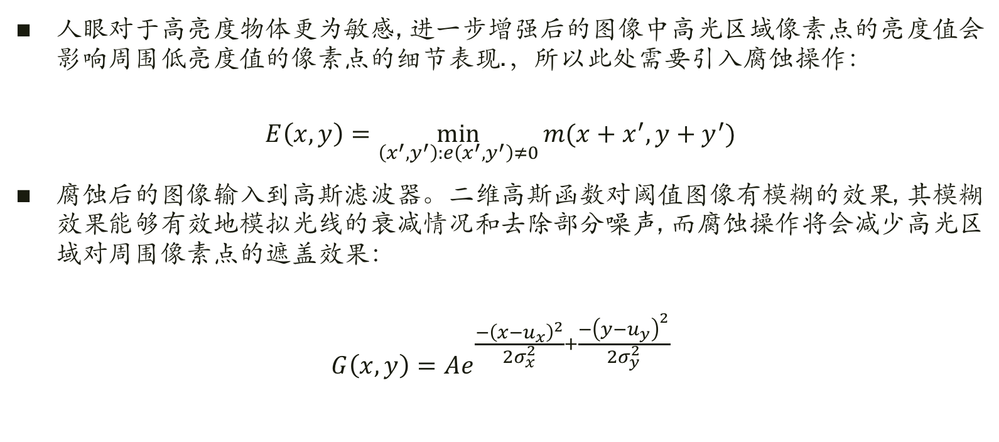 ■ 人眼对于高亮度物体更为敏感, 进一步增强后的图像中高光区域像素点的亮度值会
影响周围低亮度值的像素点的细节表现.，所以此处需要引入腐蚀操作：
E(x, y) = min_{(x′,y′):e(x′,y′)≠0} m(x + x′, y + y′)
■ 腐蚀后的图像输入到高斯滤波器。二维高斯函数对阈值图像有模糊的效果, 其模糊
效果能够有效地模拟光线的衰减情况和去除部分噪声, 而腐蚀操作将会减少高光区
域对周围像素点的遮盖效果：
G(x, y) = Ae^{\frac{-(x-u_x)^2}{2σ_x^2}+\frac{-(y-u_y)^2}{2σ_y^2}}